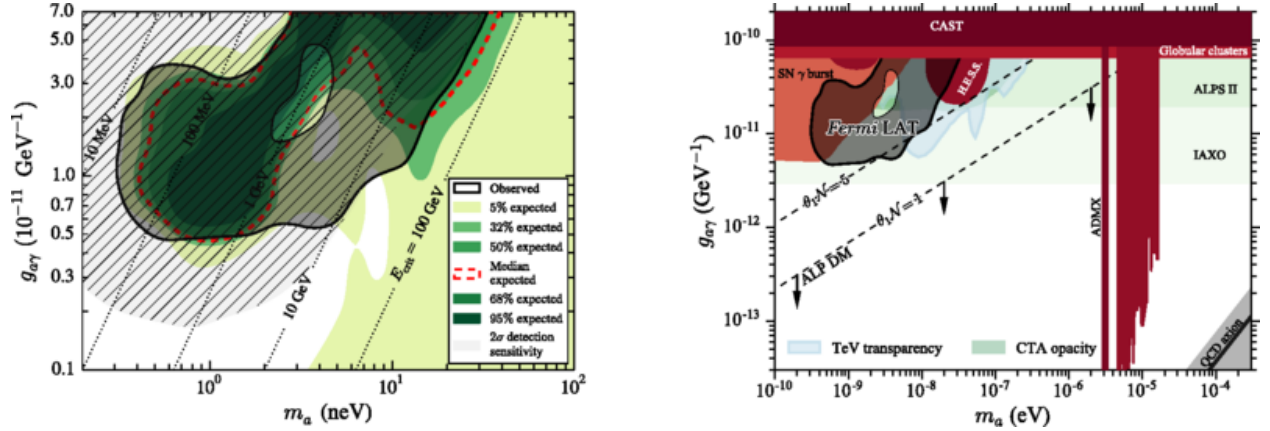 7.0
5.0
3.0
1.0
0.7
0.5
0.3
0.1
g_{aγ} (10^{-11} GeV^{-1})
10 MeV
100 MeV
1 GeV
10 GeV
E_{crit} = 100 GeV
Observed
5% expected
32% expected
50% expected
Median
expected
68% expected
95% expected
2σ detection
sensitivity
10^0
10^1
10^2
m_a (neV)
10^{-10}
10^{-11}
10^{-12}
10^{-13}
g_{aγ} (GeV^{-1})
CAST
Globular clusters
SN γ burst
H.E.S.S.
ALPS II
Fermi LAT
IAXO
θ_1 N = 5
θ_1 N = 1
ALP DM
ADMX
QCD axion
TeV transparency
CTA opacity
10^{-10}
10^{-9}
10^{-8}
10^{-7}
10^{-6}
10^{-5}
10^{-4}
m_a (eV)